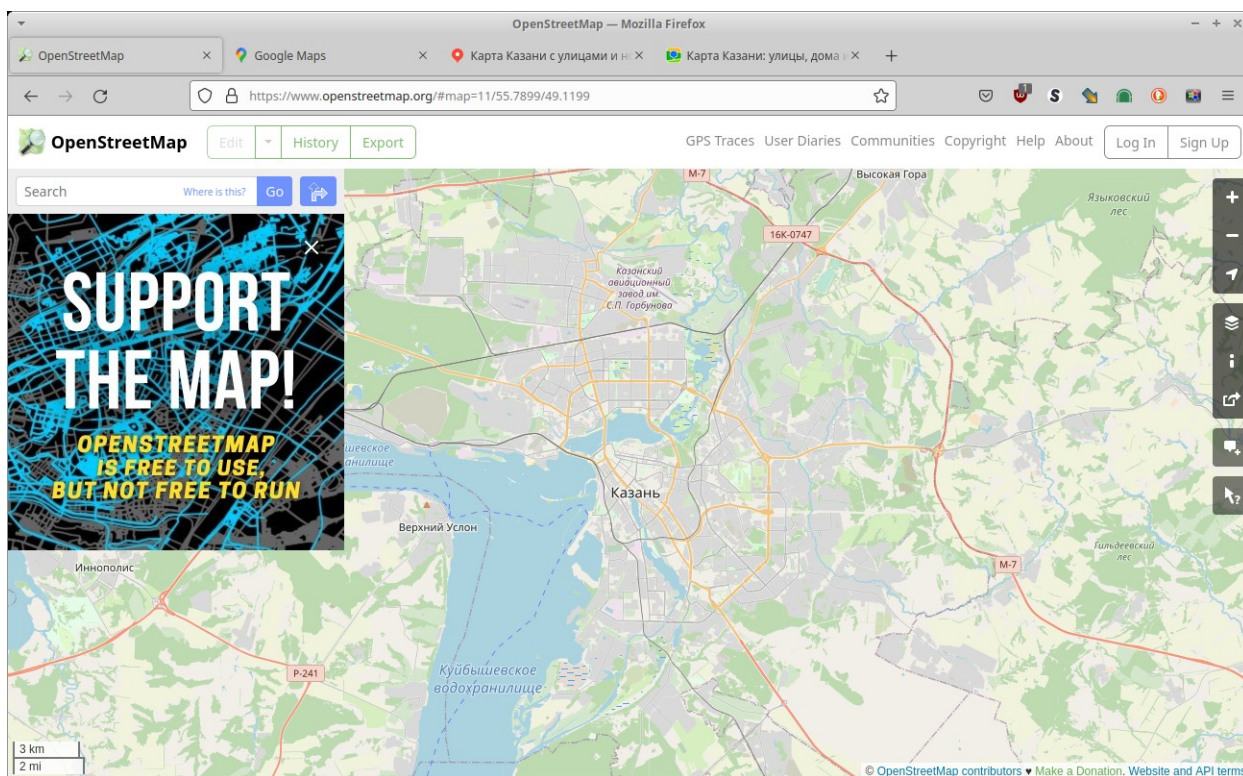 OpenStreetMap — Mozilla Firefox
OpenStreetMap
Google Maps
Карта Казани с улицами и
Карта Казани: улицы, дома
https://www.openstreetmap.org/#map=11/55.7899/49.1199
1
S
OpenStreetMap
Edit
History
Export
GPS Traces
User Diaries
Communities
Copyright
Help
About
Log In
Sign Up
Search
Where is this?
Go
SUPPORT
THE MAP!
OPENSTREETMAP
IS FREE TO USE,
BUT NOT FREE TO RUN
М-7
Высокая Гора
Языковский
лес
16К-0747
Казанский
авиационный
завод им.
С.П. Горбунова
Казань
Верхний Услон
Иннополис
Гильдеевский
лес
М-7
Р-241
Куйбышевское
водохранилище
3 km
2 mi
© OpenStreetMap contributors ♥ Make a Donation. Website and API terms